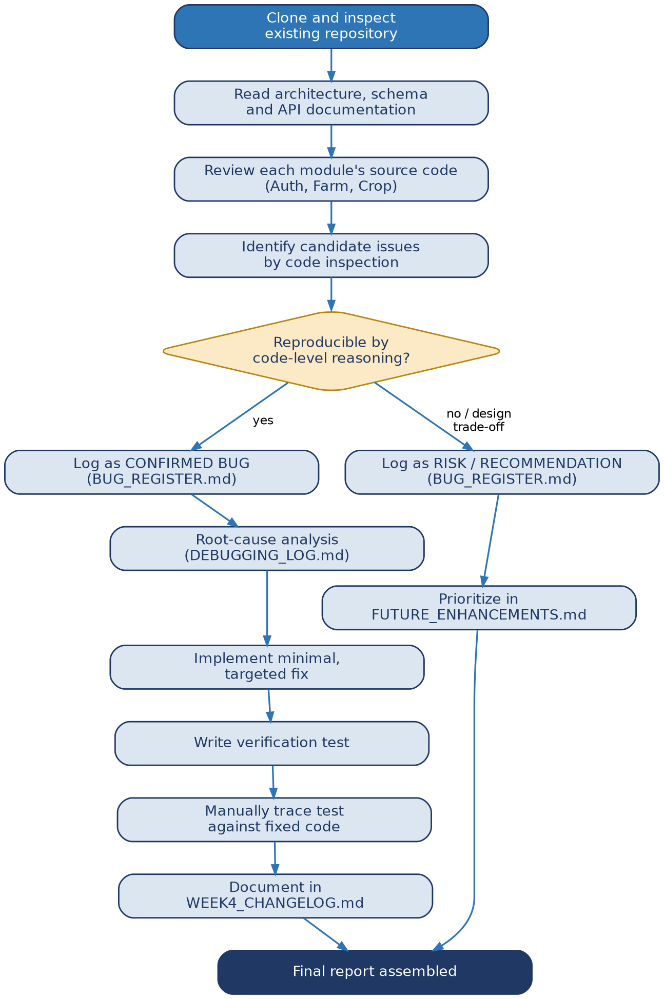 Clone and inspect
existing repository
Read architecture, schema
and API documentation
Review each module's source code
(Auth, Farm, Crop)
Identify candidate issues
by code inspection
Reproducible by
code-level reasoning?
yes
no / design
trade-off
Log as CONFIRMED BUG
(BUG_REGISTER.md)
Log as RISK / RECOMMENDATION
(BUG_REGISTER.md)
Root-cause analysis
(DEBUGGING_LOG.md)
Prioritize in
FUTURE_ENHANCEMENTS.md
Implement minimal,
targeted fix
Write verification test
Manually trace test
against fixed code
Document in
WEEK4_CHANGELOG.md
Final report assembled